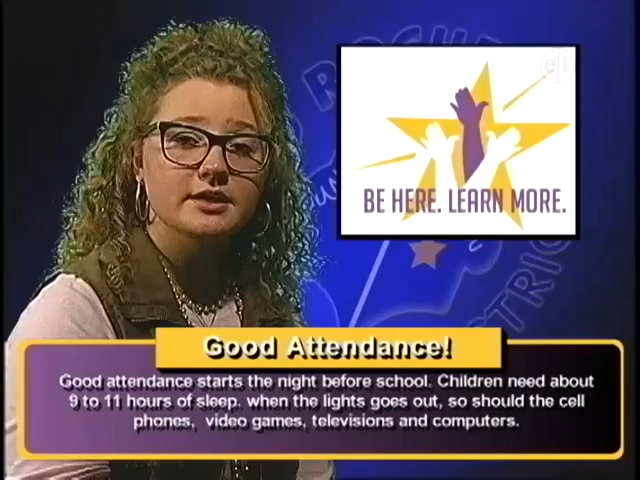 BE HERE. LEARN MORE.
Good Attendance!
Good attendance starts the night before school. Children need about
9 to 11 hours of sleep. when the lights goes out, so should the cell
phones, video games, televisions and computers.